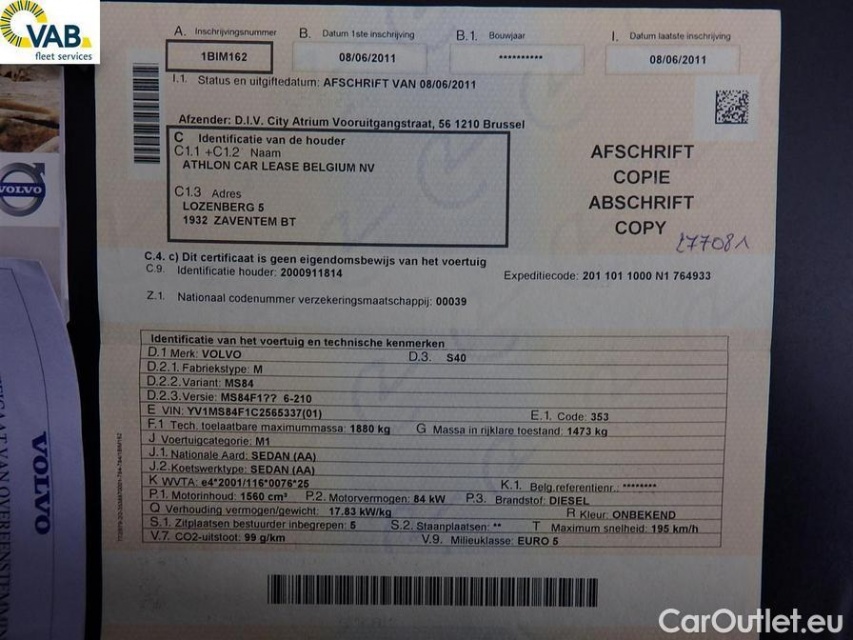 VAB
fleet services
A. Inschrijvingsnummer B. Datum 1ste inschrijving B.1. Bouwjaar I. Datum laatste inschrijving
1BIM162 08/06/2011 ********** 08/06/2011
I.1. Status en uitgiftedatum: AFSCHRIFT VAN 08/06/2011
Afzender: D.I.V. City Atrium Vooruitgangstraat, 56 1210 Brussel
C Identificatie van de houder
C1.1 +C1.2 Naam
ATHLON CAR LEASE BELGIUM NV
C1.3 Adres
LOZENBERG 5
1932 ZAVENTEM BT
AFSCHRIFT
COPIE
ABSCHRIFT
COPY
277081
C.4. c) Dit certificaat is geen eigendomsbewijs van het voertuig
C.9. Identificatie houder: 2000911814 Expeditiecode: 201 101 1000 N1 764933
Z.1. Nationaal codenummer verzekeringsmaatschappij: 00039
Identificatie van het voertuig en technische kenmerken
D.1 Merk: VOLVO D.3. S40
D.2.1. Fabriekstype: M
D.2.2. Variant: MS84
D.2.3. Versie: MS84F1?? 6-210
E VIN: YV1MS84F1C2565337(01) E.1. Code: 353
F.1 Tech. toelaatbare maximummassa: 1880 kg G Massa in rijklare toestand: 1473 kg
J Voertuigcategorie: M1
J.1. Nationale Aard: SEDAN (AA)
J.2. Koetswerktype: SEDAN (AA)
K WVTA: e4*2001/116*0076*25 K.1. Belg.referentienr.: ********
P.1. Motorinhoud: 1560 cm³ P.2. Motorvermogen: 84 kW P.3. Brandstof: DIESEL
Q Verhouding vermogen/gewicht: 17.83 kW/kg R Kleur: ONBEKEND
S.1. Zitplaatsen bestuurder inbegrepen: 5 S.2. Staanplaatsen: ** T Maximum snelheid: 195 km/h
V.7. CO2-uitstoot: 99 g/km V.9. Milieuklasse: EURO 5
VOLVO
VOLVO
VAN OVEREENSTEMM
CarOutlet.eu